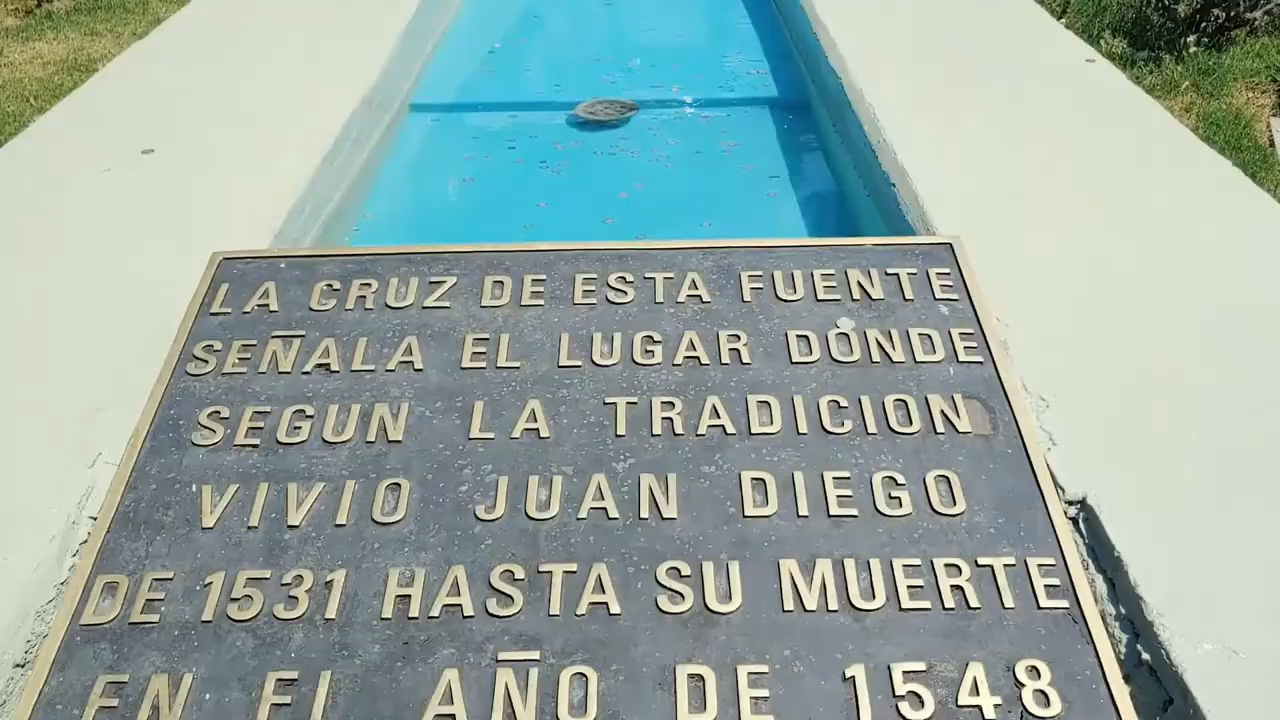 LA CRUZ DE ESTA FUENTE
SEÑALA EL LUGAR DÓNDE
SEGUN LA TRADICION
VIVIO JUAN DIEGO
DE 1531 HASTA SU MUERTE
EN EL AÑO DE 1548